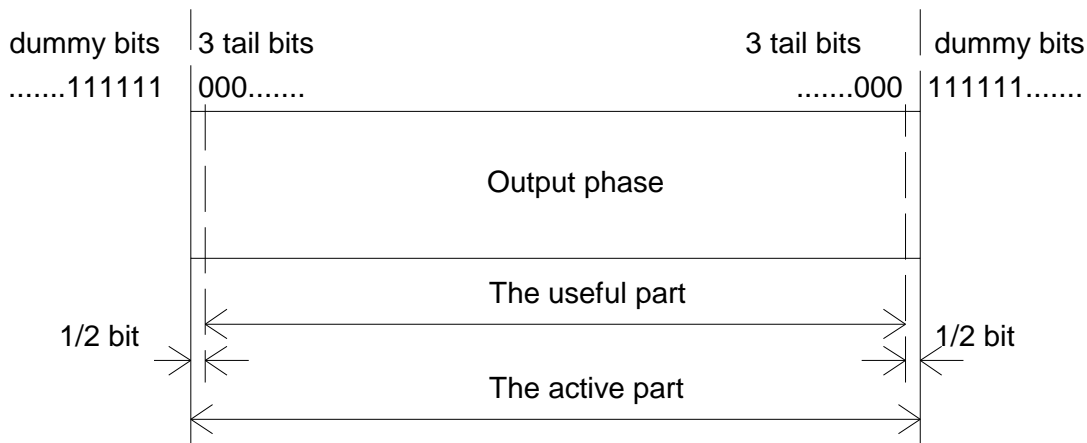 dummy bits 3 tail bits 3 tail bits dummy bits
.......111111 000....... .......000 111111.......
Output phase
The useful part
1/2 bit 1/2 bit
The active part